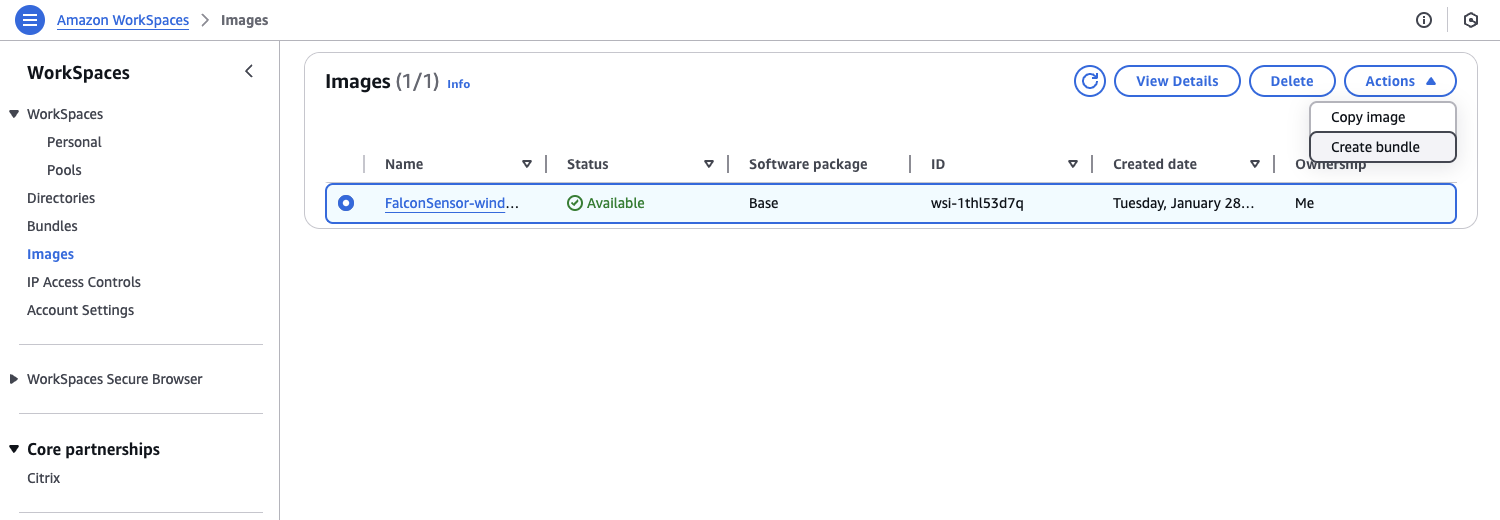 Amazon WorkSpaces > Images
WorkSpaces
WorkSpaces
Personal
Pools
Directories
Bundles
Images
IP Access Controls
Account Settings
WorkSpaces Secure Browser
Core partnerships
Citrix
Images (1/1) Info
View Details
Delete
Actions
Copy image
Create bundle
Name
Status
Software package
ID
Created date
Ownership
FalconSensor-wind...
Available
Base
wsi-1thl53d7q
Tuesday, January 28...
Me